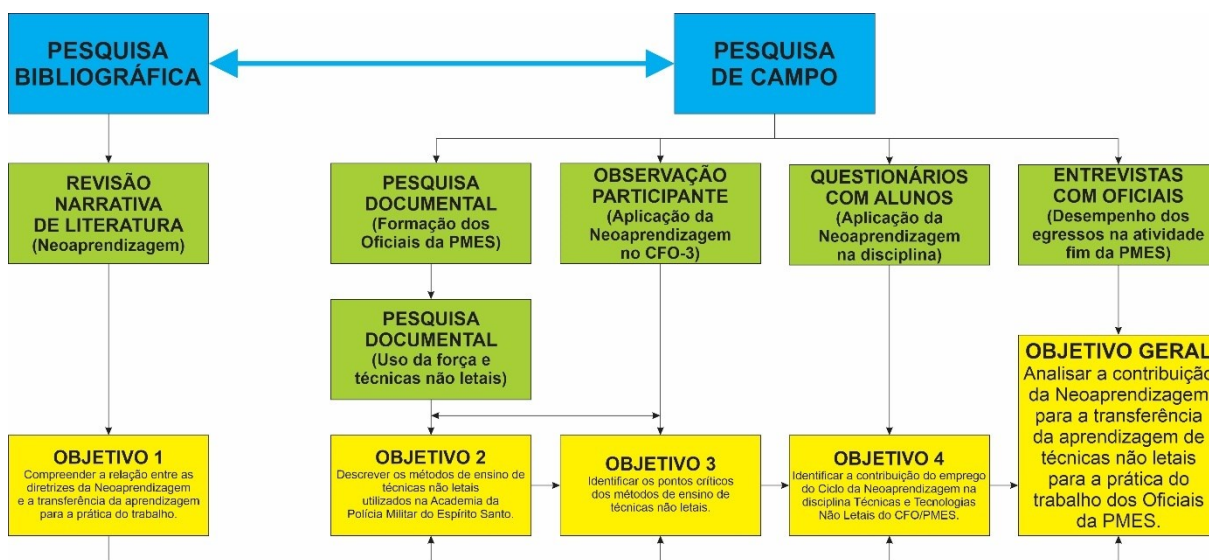 PESQUISA
BIBLIOGRÁFICA
PESQUISA
DE CAMPO
REVISÃO
NARRATIVA
DE LITERATURA
(Neoaprendizagem)
PESQUISA
DOCUMENTAL
(Formação dos
Oficiais da PMES)
OBSERVAÇÃO
PARTICIPANTE
(Aplicação da
Neoaprendizagem
no CFO-3)
QUESTIONÁRIOS
COM ALUNOS
(Aplicação da
Neoaprendizagem
na disciplina)
ENTREVISTAS
COM OFICIAIS
(Desempenho dos
egressos na atividade
fim da PMES)
PESQUISA
DOCUMENTAL
(Uso da força e
técnicas não letais)
OBJETIVO 1
Compreender a relação entre as
diretrizes da Neoaprendizagem
e a transferência da aprendizagem
para a prática do trabalho.
OBJETIVO 2
Descrever os métodos de ensino de
técnicas não letais
utilizados na Academia da
Polícia Militar do Espírito Santo.
OBJETIVO 3
Identificar os pontos críticos
dos métodos de ensino de
técnicas não letais.
OBJETIVO 4
Identificar a contribuição do emprego
do Ciclo da Neoaprendizagem na
disciplina Técnicas e Tecnologias
Não Letais do CFO/PMES.
OBJETIVO GERAL
Analisar a contribuição
da Neoaprendizagem
para a transferência
da aprendizagem de
técnicas não letais
para a prática do
trabalho dos Oficiais
da PMES.